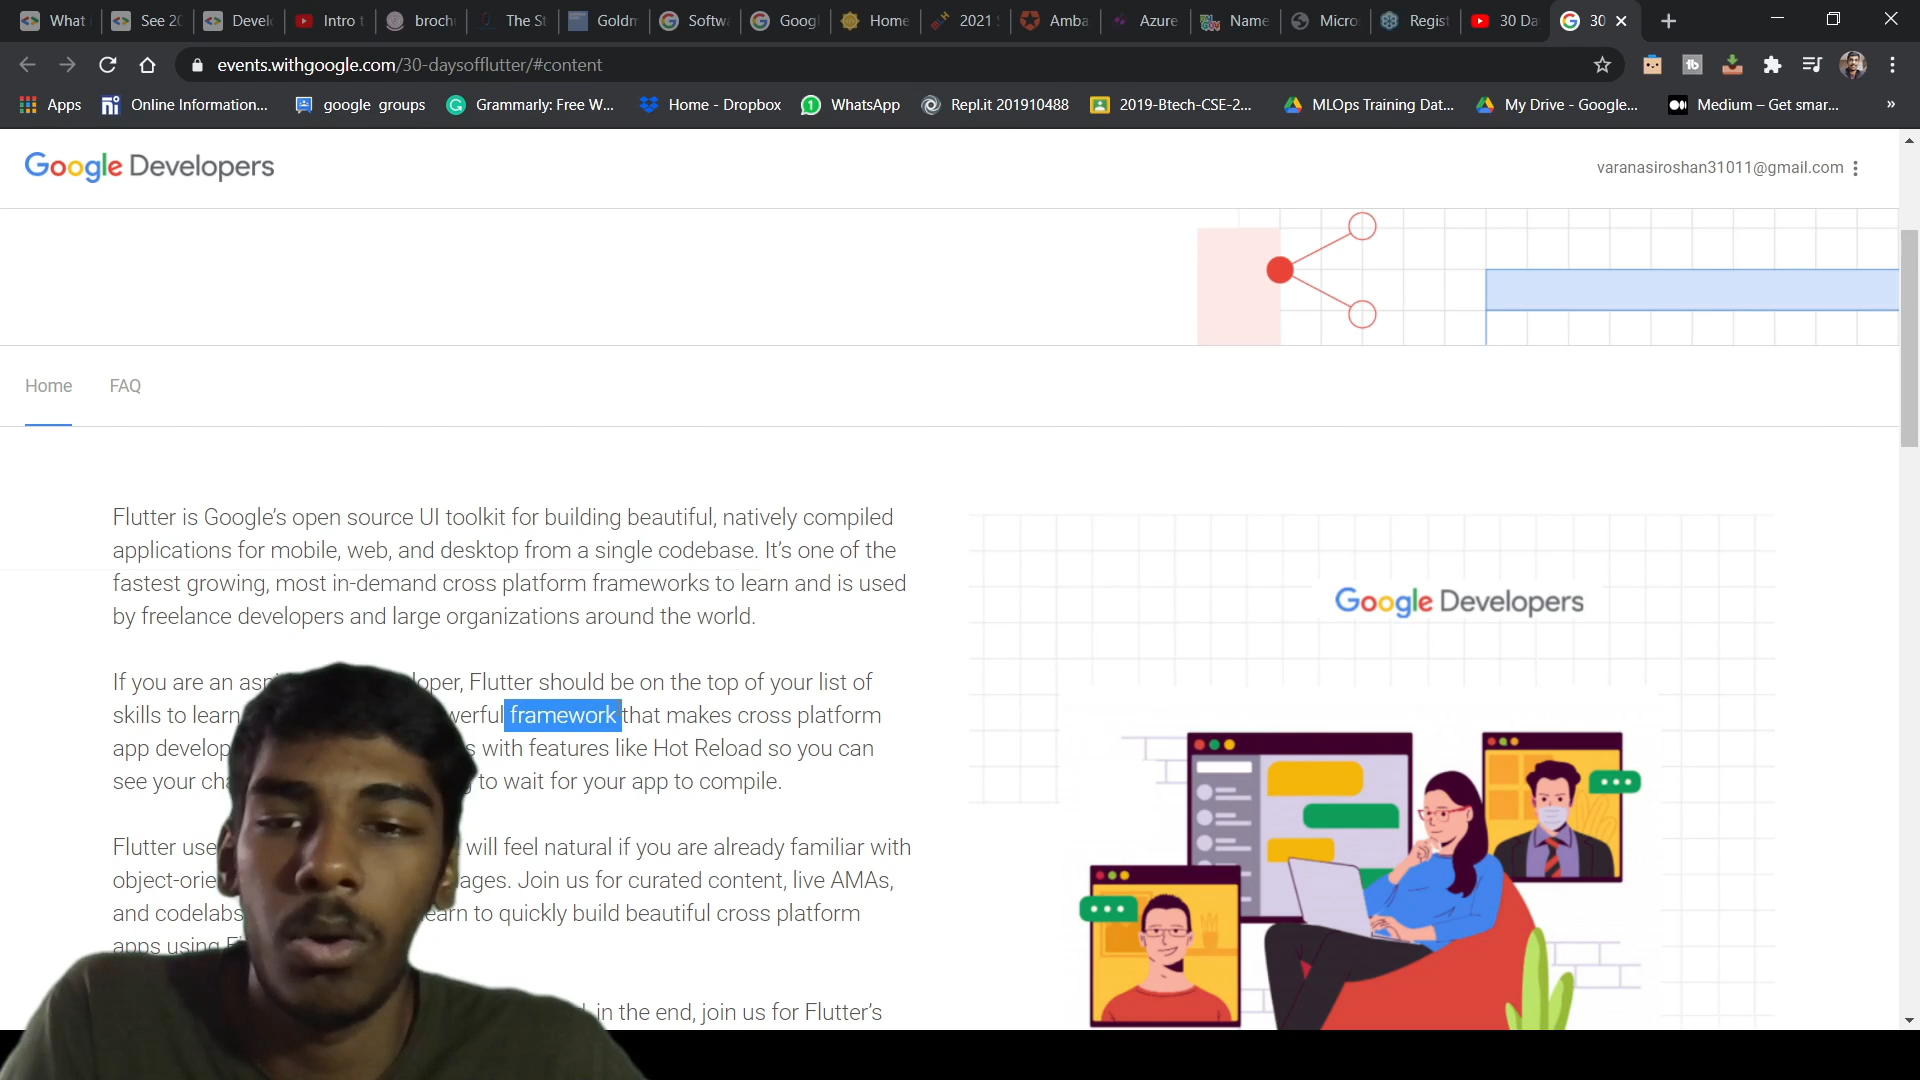 What
See 20
Devel
Intro t
broch
The St
Goldm
Softw
Googl
Home
2021
Amba
Azure
Name
Micro
Regist
30 Da
30
events.withgoogle.com/30-daysofflutter/#content
Apps
Online Information...
google groups
Grammarly: Free W...
Home - Dropbox
WhatsApp
Repl.it 201910488
2019-Btech-CSE-2...
MLOps Training Dat...
My Drive - Google...
Medium – Get smar...
»
Google Developers
varanasiroshan31011@gmail.com
Home
FAQ
Flutter is Google’s open source UI toolkit for building beautiful, natively compiled
applications for mobile, web, and desktop from a single codebase. It’s one of the
fastest growing, most in-demand cross platform frameworks to learn and is used
by freelance developers and large organizations around the world.
If you are an asp loper, Flutter should be on the top of your list of
skills to learn werful framework that makes cross platform
app develop s with features like Hot Reload so you can
see your cha g to wait for your app to compile.
Flutter use will feel natural if you are already familiar with
object-orie ages. Join us for curated content, live AMAs,
and codelabs earn to quickly build beautiful cross platform
apps using F
in the end, join us for Flutter’s
Google Developers